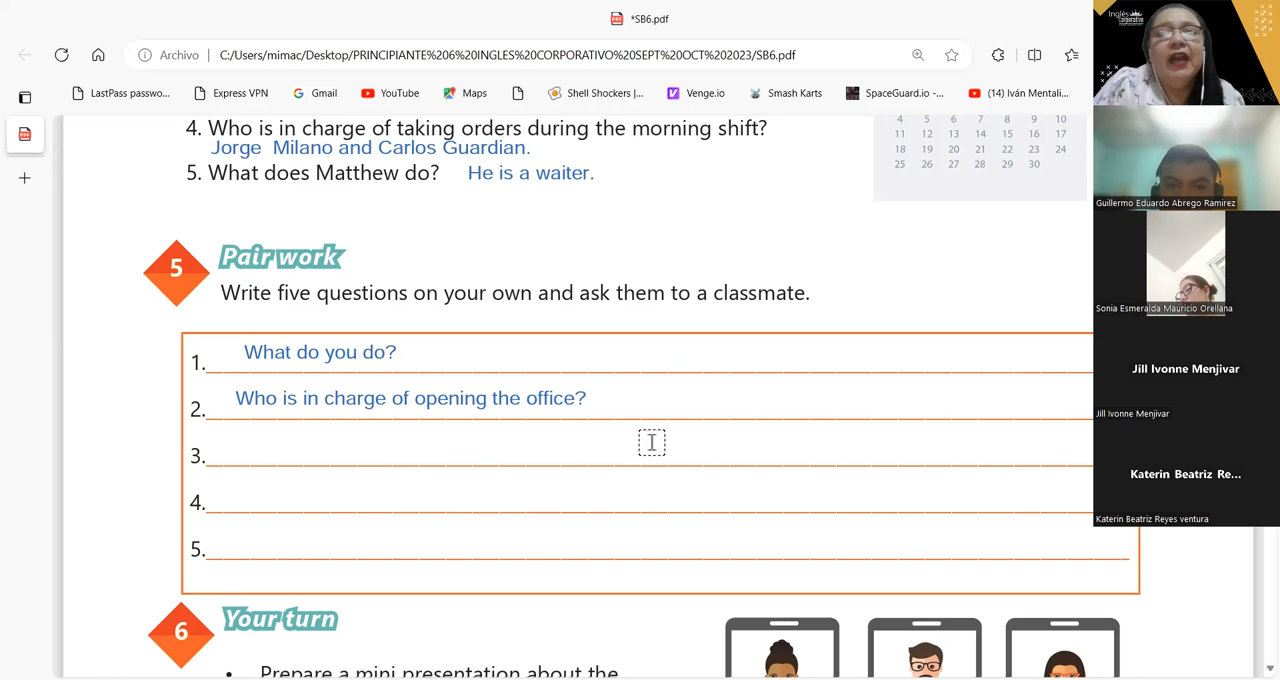 *SB6.pdf
Archivo
C:/Users/mimac/Desktop/PRINCIPIANTE%206%20INGLES%20CORPORATIVO%20SEPT%20OCT%202023/SB6.pdf
LastPass passwo...
Express VPN
Gmail
YouTube
Maps
Shell Shockers |...
Venge.io
Smash Karts
SpaceGuard.io -...
(14) Iván Mentali...
4. Who is in charge of taking orders during the morning shift?
Jorge Milano and Carlos Guardian.
5. What does Matthew do? He is a waiter.
4 5 6 7 8 9 10
11 12 13 14 15 16 17
18 19 20 21 22 23 24
25 26 27 28 29 30
5 Pair work
Write five questions on your own and ask them to a classmate.
1. What do you do?
2. Who is in charge of opening the office?
3.
4.
5.
6 Your turn
• Prepare a mini presentation about the
Inglés
Corporativo
Guillermo Eduardo Abrego Ramirez
Sonia Esmeralda Mauricio Orellana
Jill Ivonne Menjivar
Jill Ivonne Menjivar
Katerin Beatriz Re...
Katerin Beatriz Reyes ventura